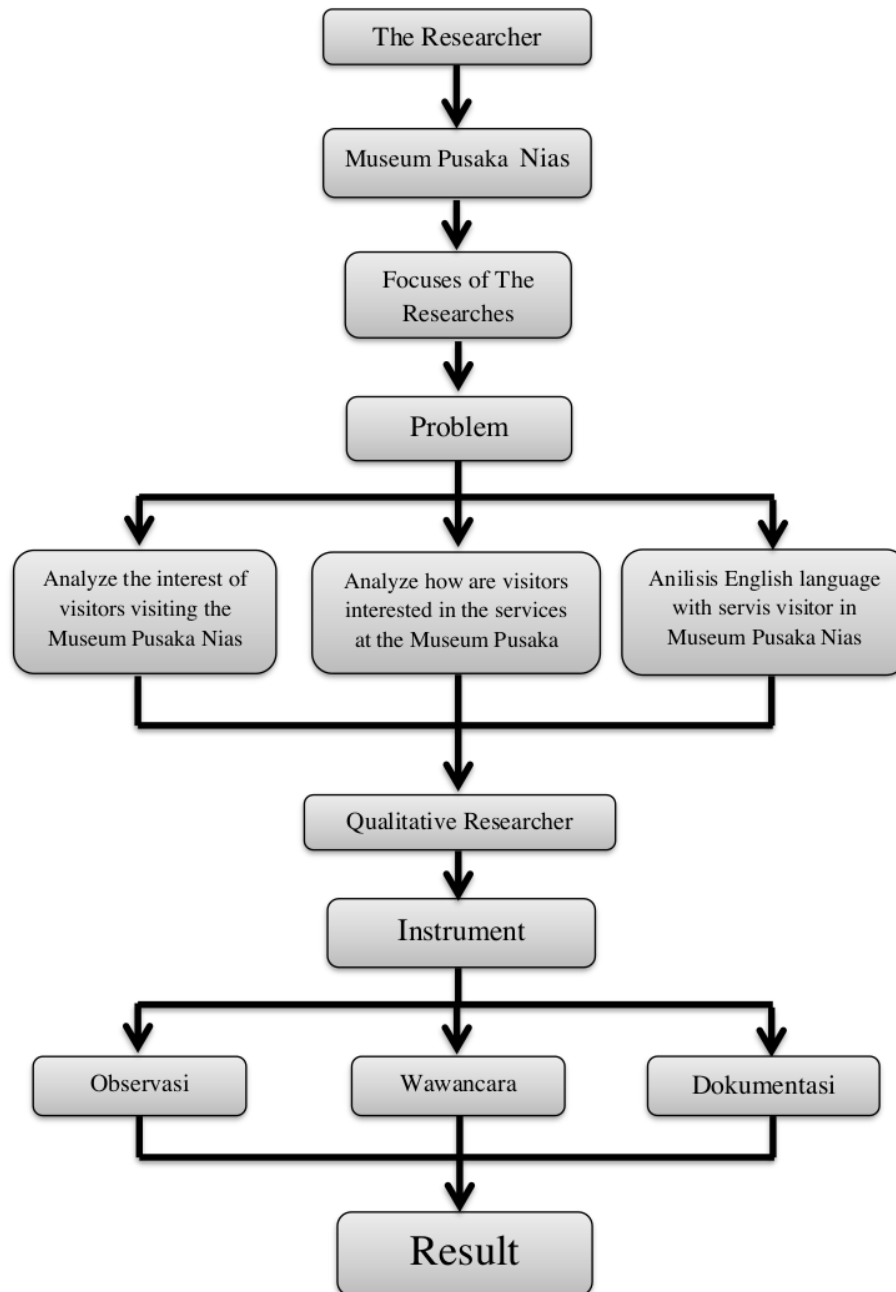 The Researcher
Museum Pusaka Nias
Focuses of The
Researches
Problem
Analyze the interest of
visitors visiting the
Museum Pusaka Nias
Analyze how are visitors
interested in the services
at the Museum Pusaka
Anilisis English language
with servis visitor in
Museum Pusaka Nias
Qualitative Researcher
Instrument
Observasi
Wawancara
Dokumentasi
Result